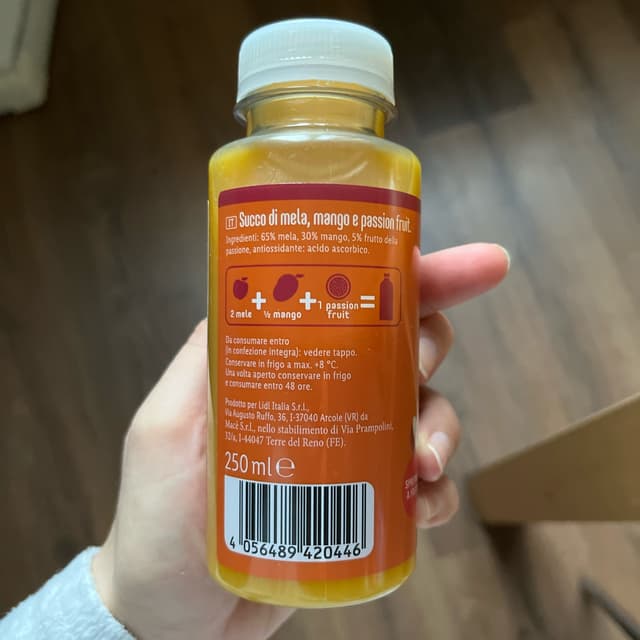 IT Succo di mela, mango e passion fruit.
Ingredienti: 65% mela, 30% mango, 5% frutto della
passione, antiossidante: acido ascorbico.
2 mele + ½ mango + 1 passion fruit =
Da consumare entro
(in confezione integra): vedere tappo.
Conservare in frigo a max. +8 °C.
Una volta aperto conservare in frigo
e consumare entro 48 ore.
Prodotto per Lidl Italia S.r.l.,
Via Augusto Ruffo, 36, I-37040 Arcole (VR) da
Macè S.r.l., nello stabilimento di Via Prampolini,
32/a, I-44047 Terre del Reno (FE).
250 ml e
4 056489 420446